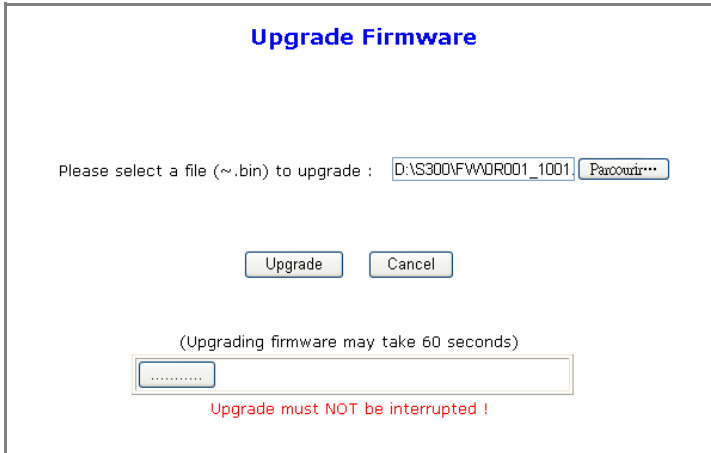 Upgrade Firmware
Please select a file (~.bin) to upgrade : D:\S300\FW\0R001_1001. Parcourir...
Upgrade Cancel
(Upgrading firmware may take 60 seconds)
...........
Upgrade must NOT be interrupted !